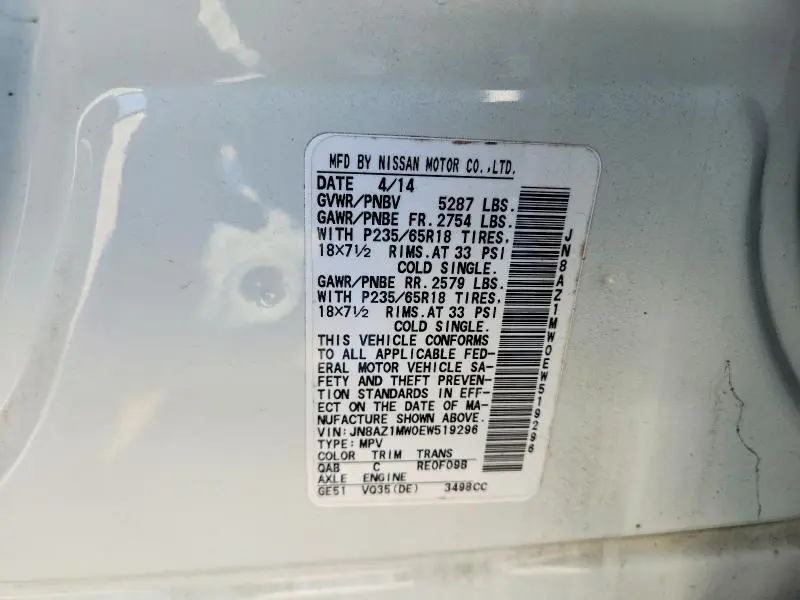 MFD BY NISSAN MOTOR CO.,LTD.
DATE 4/14
GVWR/PNBV 5287 LBS.
GAWR/PNBE FR. 2754 LBS.
WITH P235/65R18 TIRES,
18X7½ RIMS.AT 33 PSI
COLD SINGLE.
GAWR/PNBE RR. 2579 LBS.
WITH P235/65R18 TIRES,
18X7½ RIMS.AT 33 PSI
COLD SINGLE.
THIS VEHICLE CONFORMS
TO ALL APPLICABLE FED-
ERAL MOTOR VEHICLE SA-
FETY AND THEFT PREVEN-
TION STANDARDS IN EFF-
ECT ON THE DATE OF MA-
NUFACTURE SHOWN ABOVE.
VIN: JN8AZ1MW0EW519296
TYPE: MPV
COLOR TRIM TRANS
QAB C RE0F09B
AXLE ENGINE
GE51 VQ35(DE) 3498CC
JN8AZ1MW0EW519296